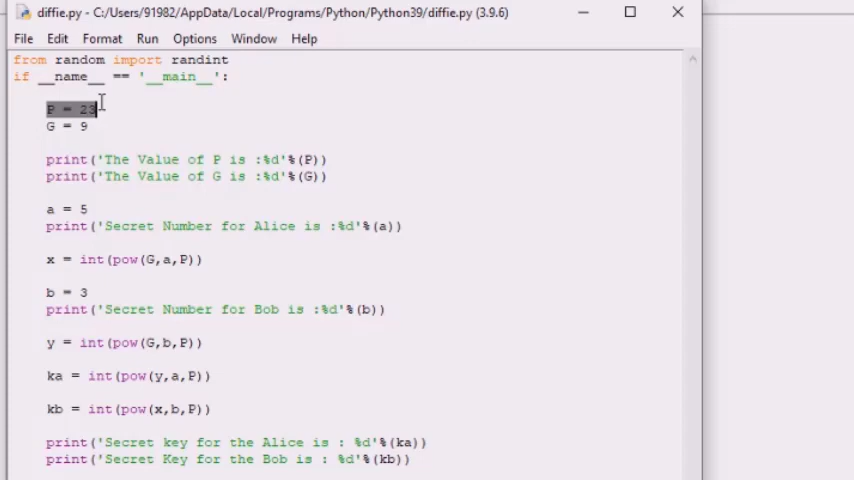 diffie.py - C:/Users/91982/AppData/Local/Programs/Python/Python39/diffie.py (3.9.6)
File Edit Format Run Options Window Help
from random import randint
if __name__ == '__main__':
P = 23
G = 9
print('The Value of P is :%d'%(P))
print('The Value of G is :%d'%(G))
a = 5
print('Secret Number for Alice is :%d'%(a))
x = int(pow(G,a,P))
b = 3
print('Secret Number for Bob is :%d'%(b))
y = int(pow(G,b,P))
ka = int(pow(y,a,P))
kb = int(pow(x,b,P))
print('Secret key for the Alice is : %d'%(ka))
print('Secret Key for the Bob is : %d'%(kb))